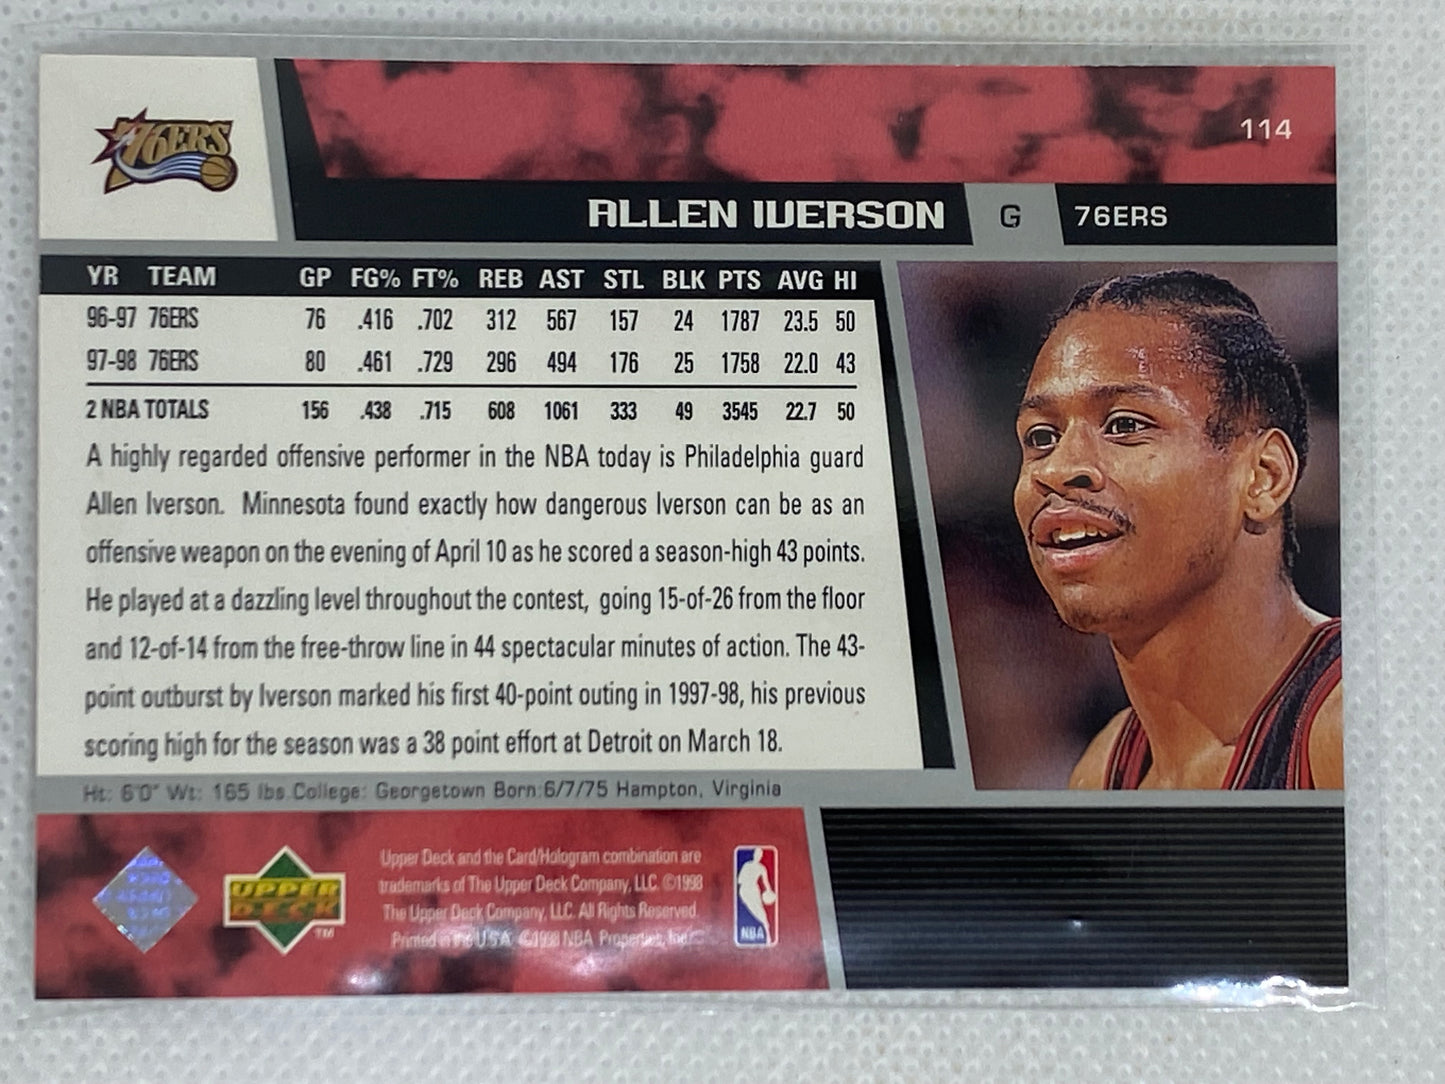 76ERS
114
ALLEN IVERSON G 76ERS
YR TEAM GP FG% FT% REB AST STL BLK PTS AVG HI
96-97 76ERS 76 .416 .702 312 567 157 24 1787 23.5 50
97-98 76ERS 80 .461 .729 296 494 176 25 1758 22.0 43
2 NBA TOTALS 156 .438 .715 608 1061 333 49 3545 22.7 50
A highly regarded offensive performer in the NBA today is Philadelphia guard
Allen Iverson. Minnesota found exactly how dangerous Iverson can be as an
offensive weapon on the evening of April 10 as he scored a season-high 43 points.
He played at a dazzling level throughout the contest, going 15-of-26 from the floor
and 12-of-14 from the free-throw line in 44 spectacular minutes of action. The 43-
point outburst by Iverson marked his first 40-point outing in 1997-98, his previous
scoring high for the season was a 38 point effort at Detroit on March 18.
Ht: 6'0" Wt: 165 lbs.College: Georgetown Born:6/7/75 Hampton, Virginia
UPPER
DECK
TM
Upper Deck and the Card/Hologram combination are
trademarks of The Upper Deck Company, LLC. ©1998
The Upper Deck Company, LLC. All Rights Reserved.
Printed in the U.S.A. ©1998 NBA Properties, Inc.
NBA